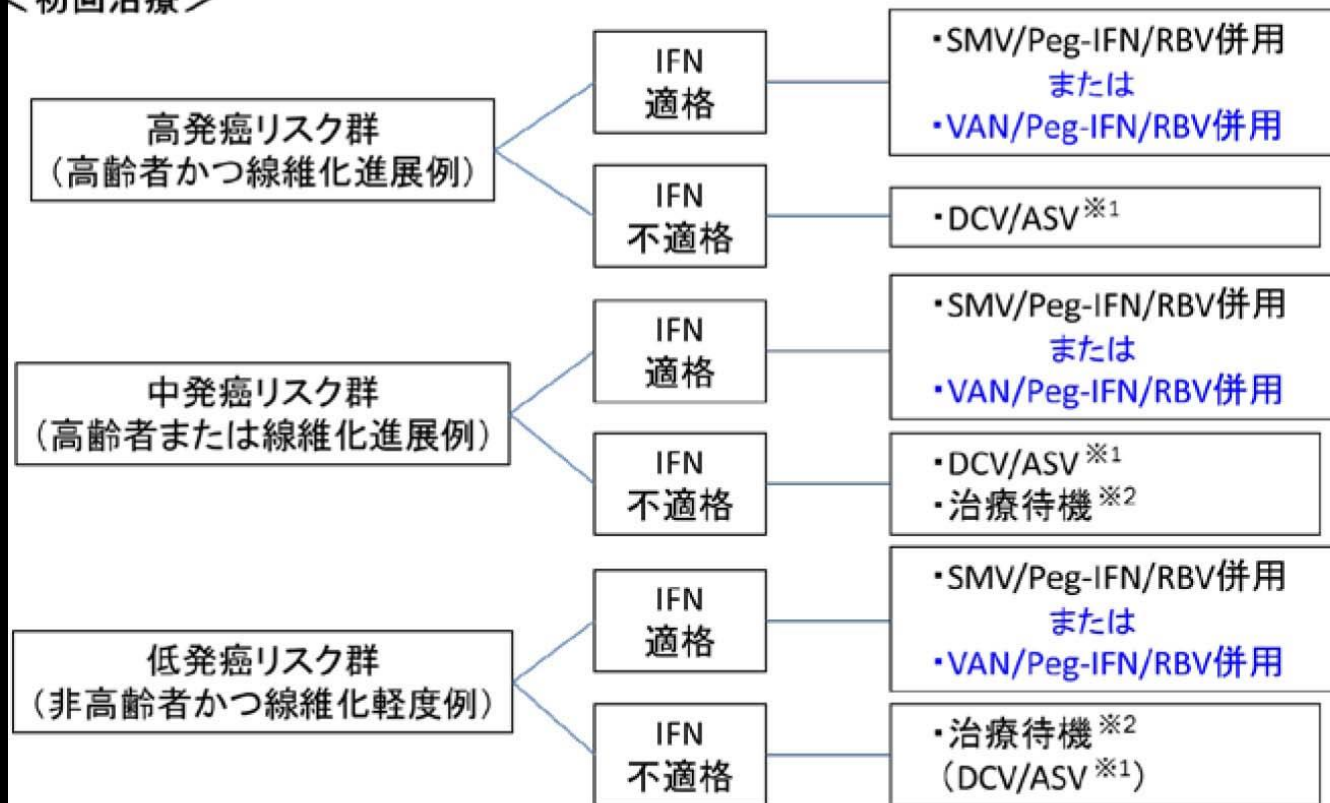 <初回治療>
高発癌リスク群
（高齢者かつ線維化進展例）
IFN
適格
・SMV/Peg-IFN/RBV併用
または
・VAN/Peg-IFN/RBV併用
IFN
不適格
・DCV/ASV※1
中発癌リスク群
（高齢者または線維化進展例）
IFN
適格
・SMV/Peg-IFN/RBV併用
または
・VAN/Peg-IFN/RBV併用
IFN
不適格
・DCV/ASV※1
・治療待機※2
低発癌リスク群
（非高齢者かつ線維化軽度例）
IFN
適格
・SMV/Peg-IFN/RBV併用
または
・VAN/Peg-IFN/RBV併用
IFN
不適格
・治療待機※2
（DCV/ASV※1）